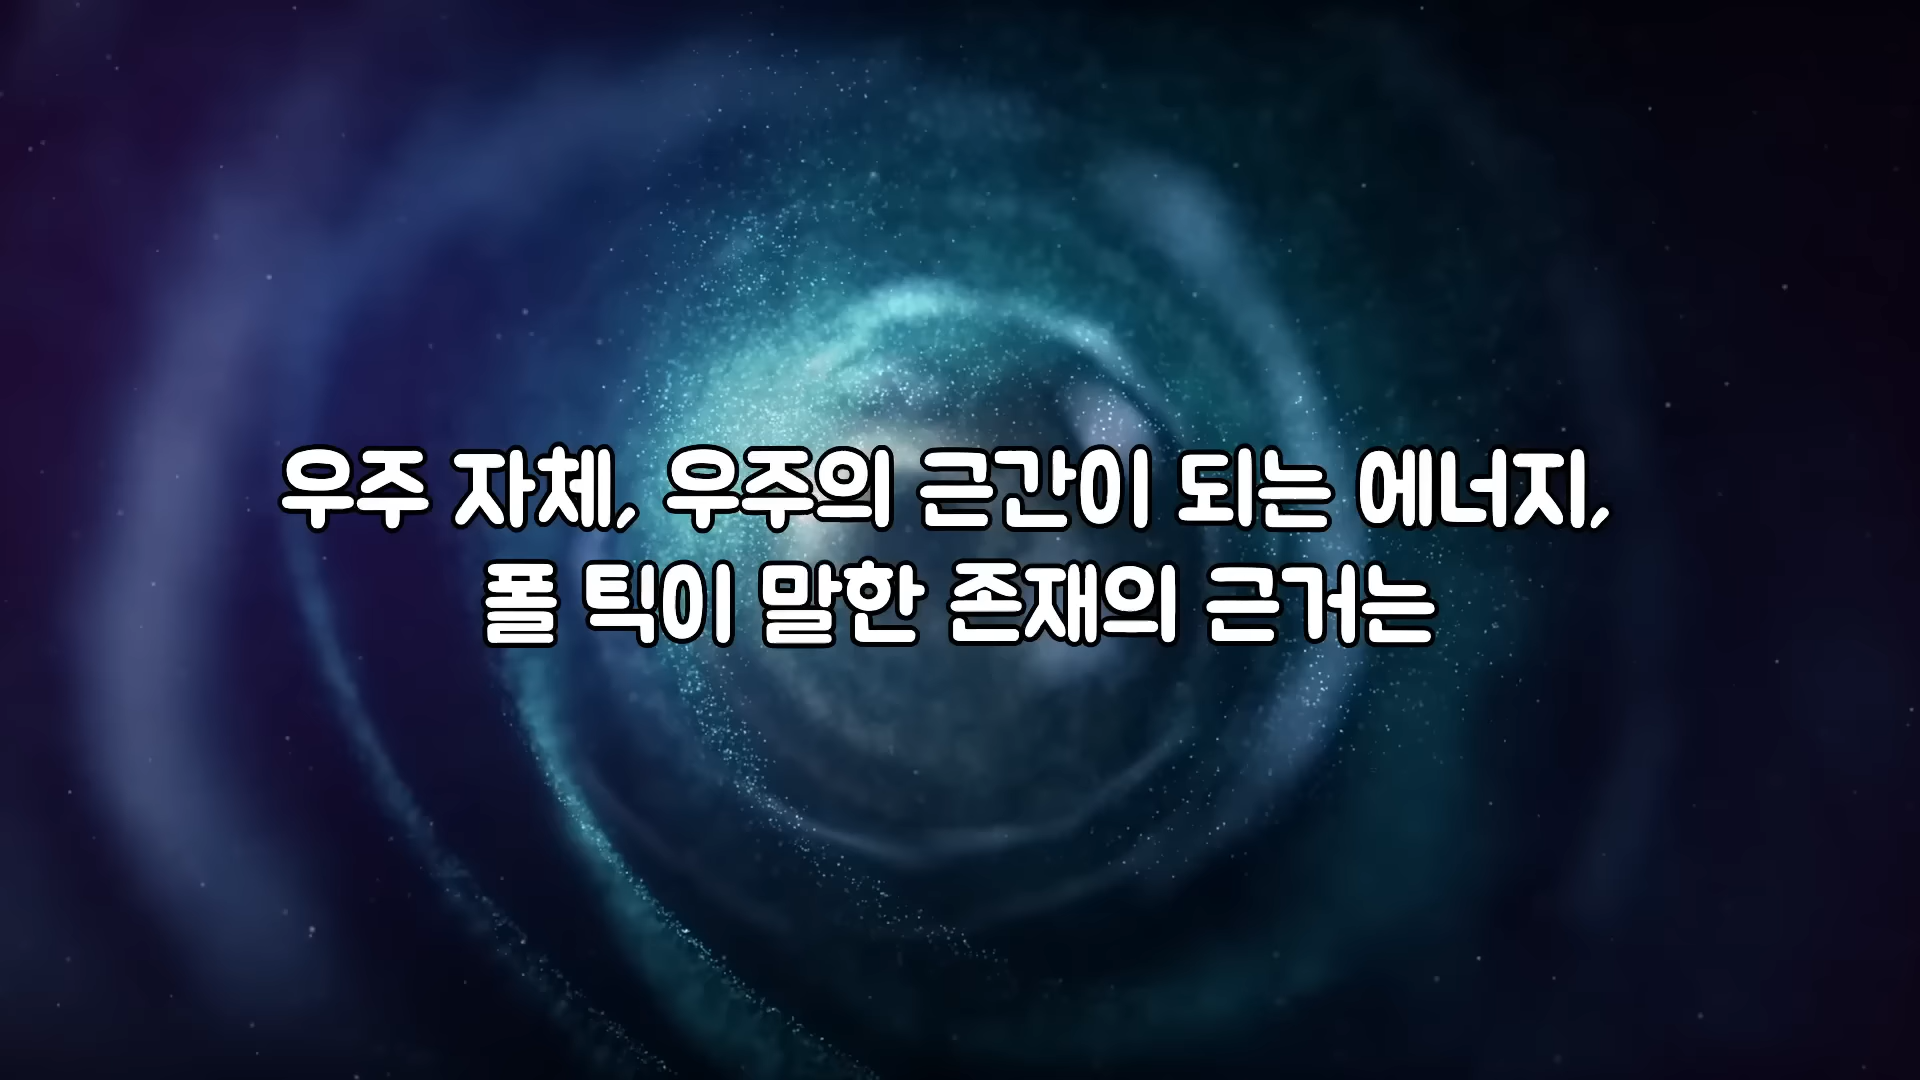 우주 자체, 우주의 근간이 되는 에너지,
폴 틱이 말한 존재의 근거는